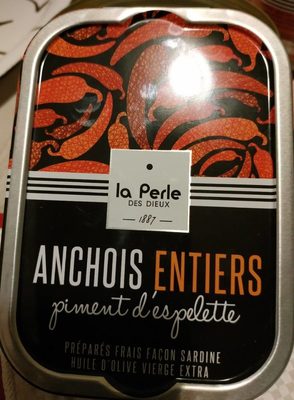 la Perle
DES DIEUX
1887
ANCHOIS ENTIERS
piment d'espelette
PRÉPARÉS FRAIS FAÇON SARDINE
HUILE D'OLIVE VIERGE EXTRA